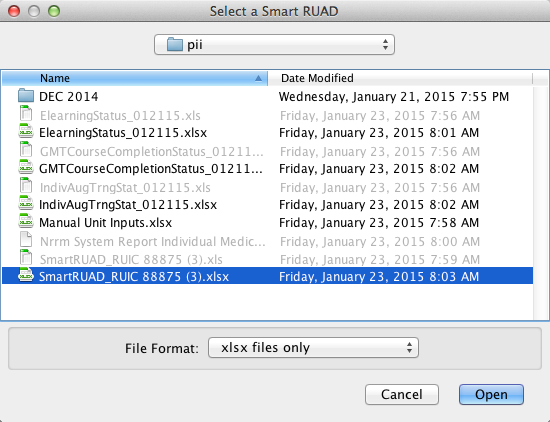 Select a Smart RUAD
pii
Name Date Modified
DEC 2014 Wednesday, January 21, 2015 7:55 PM
ElearningStatus_012115.xls Friday, January 23, 2015 7:56 AM
ElearningStatus_012115.xlsx Friday, January 23, 2015 8:01 AM
GMTCourseCompletionStatus_01211... Friday, January 23, 2015 7:56 AM
GMTCourseCompletionStatus_01211... Friday, January 23, 2015 8:02 AM
IndivAugTrngStat_012115.xls Friday, January 23, 2015 7:56 AM
IndivAugTrngStat_012115.xlsx Friday, January 23, 2015 8:02 AM
Manual Unit Inputs.xlsx Friday, January 23, 2015 7:58 AM
Nrrm System Report Individual Medic... Friday, January 23, 2015 8:00 AM
SmartRUAD_RUIC 88875 (3).xls Friday, January 23, 2015 7:59 AM
SmartRUAD_RUIC 88875 (3).xlsx Friday, January 23, 2015 8:03 AM
File Format: xlsx files only
Cancel Open